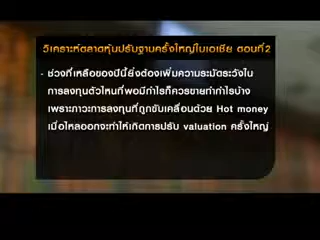 วิเคราะห์ตลาดหุ้นปรับฐานครั้งใหญ่ในเอเชีย ตอนที่2
- ช่วงที่เหลือของปีนี้ยิ่งต้องเพิ่มความระมัดระวังใน
การลงทุนตัวไหนที่พอมีกำไรก็ควรขายทำกำไรบ้าง
เพราะภาวะการลงทุนที่ถูกขับเคลื่อนด้วย Hot money
เมื่อไหลออกจะทำให้เกิดการปรับ valuation ครั้งใหญ่